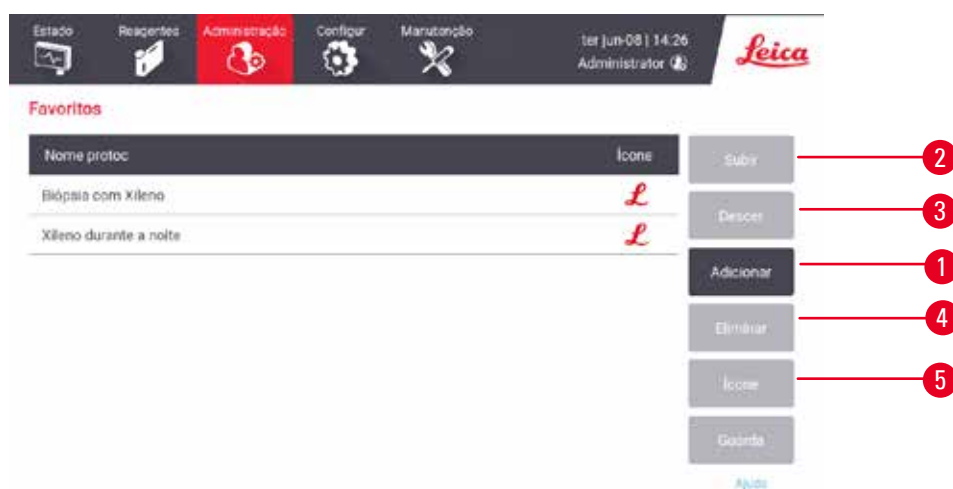 Estado Reagentes Administração Configur Manutenção
ter jun-08 | 14:26
Administrator
Leica
Favoritos
Nome protoc Ícone
Biópsia com Xileno L
Xileno durante a noite L
Subir
Descer
Adicionar
Eliminar
Ícone
Guarda
Ajuda
2
3
1
4
5